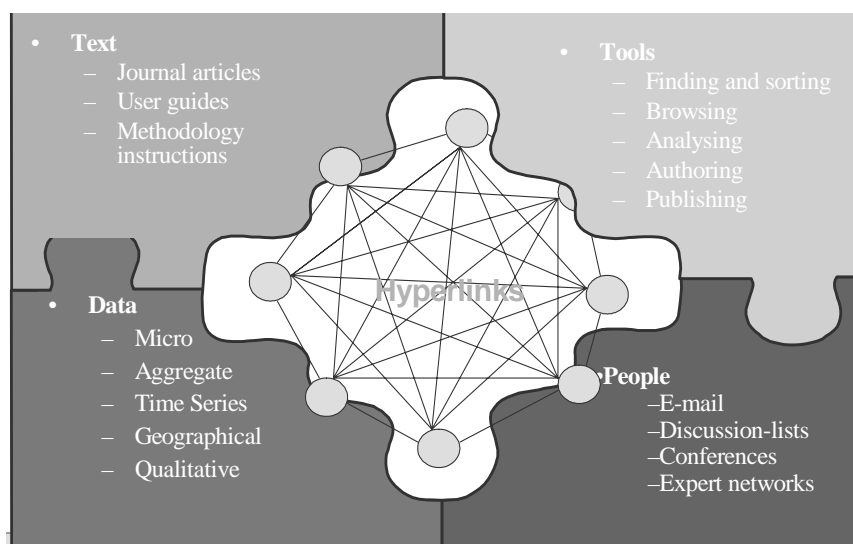 • Text
– Journal articles
– User guides
– Methodology
instructions
• Tools
– Finding and sorting
– Browsing
– Analysing
– Authoring
– Publishing
Hyperlinks
• Data
– Micro
– Aggregate
– Time Series
– Geographical
– Qualitative
•People
–E-mail
–Discussion-lists
–Conferences
–Expert networks